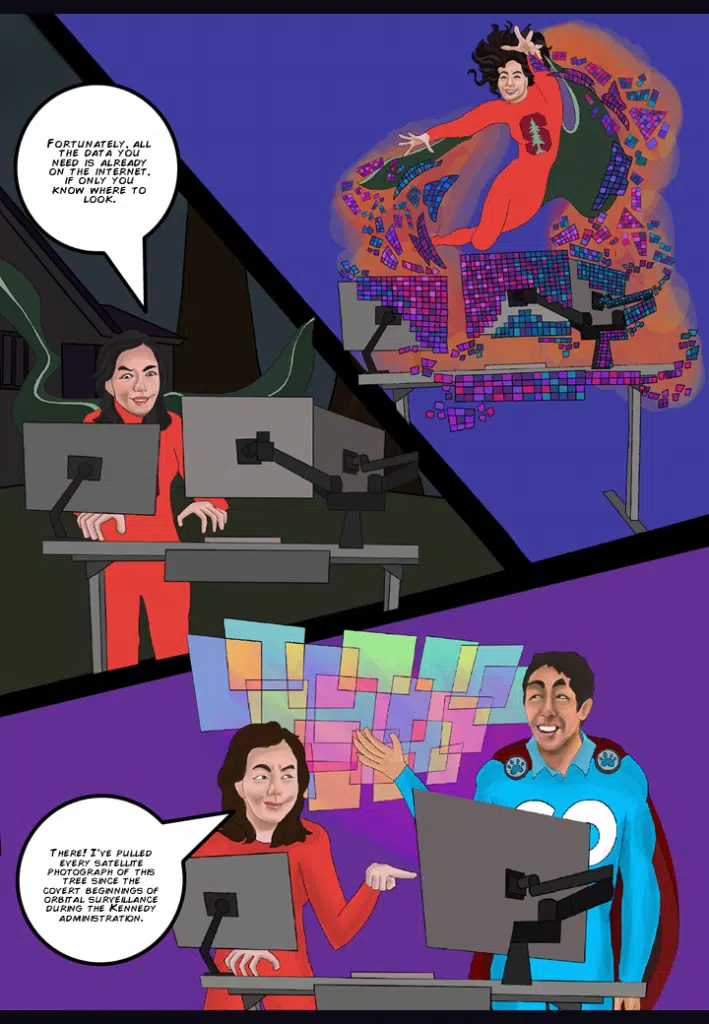 FORTUNATELY, ALL
THE DATA YOU
NEED IS ALREADY
ON THE INTERNET,
IF ONLY YOU
KNOW WHERE TO
LOOK.
S
THERE! I'VE PULLED
EVERY SATELLITE
PHOTOGRAPH OF THIS
TREE SINCE THE
COVERT BEGINNINGS OF
ORBITAL SURVEILLANCE
DURING THE KENNEDY
ADMINISTRATION.